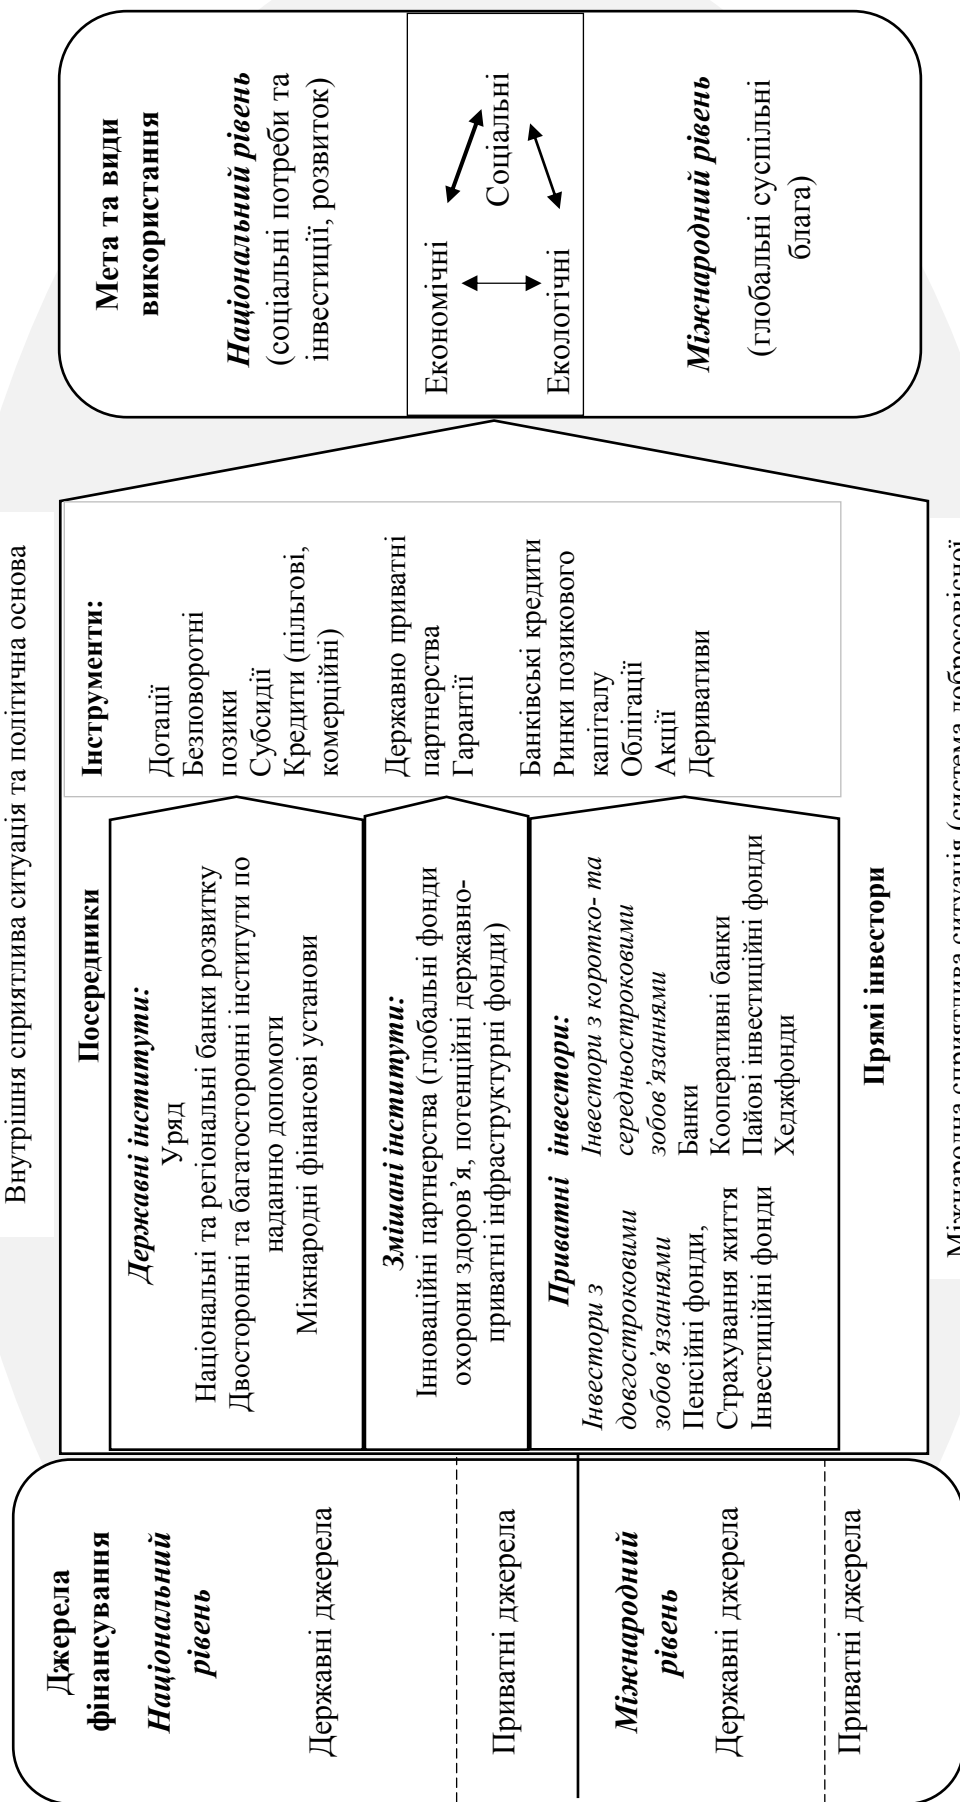 Внутрішня сприятлива ситуація та політична основа
Джерела
фінансування
Національний
рівень
Державні джерела
Приватні джерела
Міжнародний
рівень
Державні джерела
Приватні джерела
Посередники
Державні інститути:
Уряд
Національні та регіональні банки розвитку
Двосторонні та багатосторонні інститути по
наданню допомоги
Міжнародні фінансові установи
Змішані інститути:
Інноваційні партнерства (глобальні фонди
охорони здоров’я, потенційні державно-
приватні інфраструктурні фонди)
Приватні інвестори:
Інвестори з
довгостроковими
зобов’язаннями
Пенсійні фонди,
Страхування життя
Інвестиційні фонди
Інвестори з коротко- та
середньостроковими
зобов’язаннями
Банки
Кооперативні банки
Пайові інвестиційні фонди
Хеджфонди
Прямі інвестори
Інструменти:
Дотації
Безповоротні
позики
Субсидії
Кредити (пільгові,
комерційні)
Державно приватні
партнерства
Гарантії
Банківські кредити
Ринки позикового
капіталу
Облігації
Акції
Деривативи
Мета та види
використання
Національний рівень
(соціальні потреби та
інвестиції, розвиток)
Економічні
Соціальні
Екологічні
Міжнародний рівень
(глобальні суспільні
блага)
Міжнародна сприятлива ситуація (система добросовісної